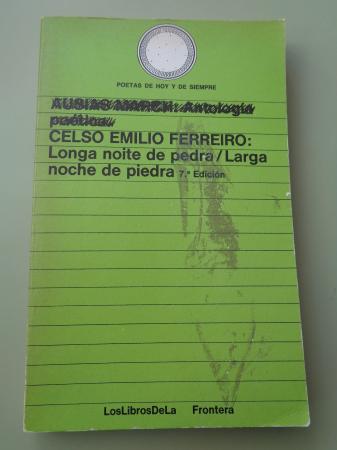 POETAS DE HOY Y DE SIEMPRE
AUSIAS MARCH: Antología
poética
CELSO EMILIO FERREIRO:
Longa noite de pedra/Larga
noche de piedra 7.ª Edición
LosLibrosDeLa Frontera